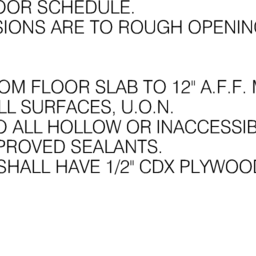 OOR SCHEDULE.
SIONS ARE TO ROUGH OPENING
OM FLOOR SLAB TO 12" A.F.F.
LL SURFACES, U.O.N.
O ALL HOLLOW OR INACCESSIB
PROVED SEALANTS.
SHALL HAVE 1/2" CDX PLYWOOD